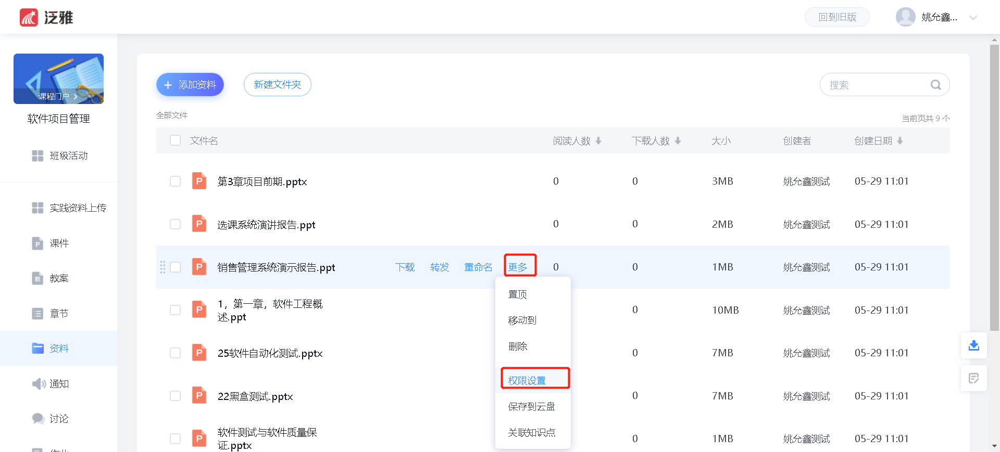 泛雅
回到旧版
姚允鑫...
课程门户
软件项目管理
班级活动
实践资料上传
课件
教案
章节
资料
通知
讨论
添加资料
新建文件夹
搜索
全部文件
当前页共 9 个
文件名 阅读人数 下载人数 大小 创建者 创建日期
第3章项目前期.pptx 0 0 3MB 姚允鑫测试 05-29 11:01
选课系统演讲报告.ppt 0 0 2MB 姚允鑫测试 05-29 11:01
销售管理系统演示报告.ppt 下载 转发 重命名 更多 0 0 1MB 姚允鑫测试 05-29 11:01
置顶
移动到
删除
权限设置
保存到云盘
关联知识点
1，第一章，软件工程概
述.ppt
0 10MB 姚允鑫测试 05-29 11:01
25软件自动化测试.pptx 0 7MB 姚允鑫测试 05-29 11:01
22黑盒测试.pptx 0 7MB 姚允鑫测试 05-29 11:01
软件测试与软件质量保
证.pptx
0 1MB 姚允鑫测试 05-29 11:01